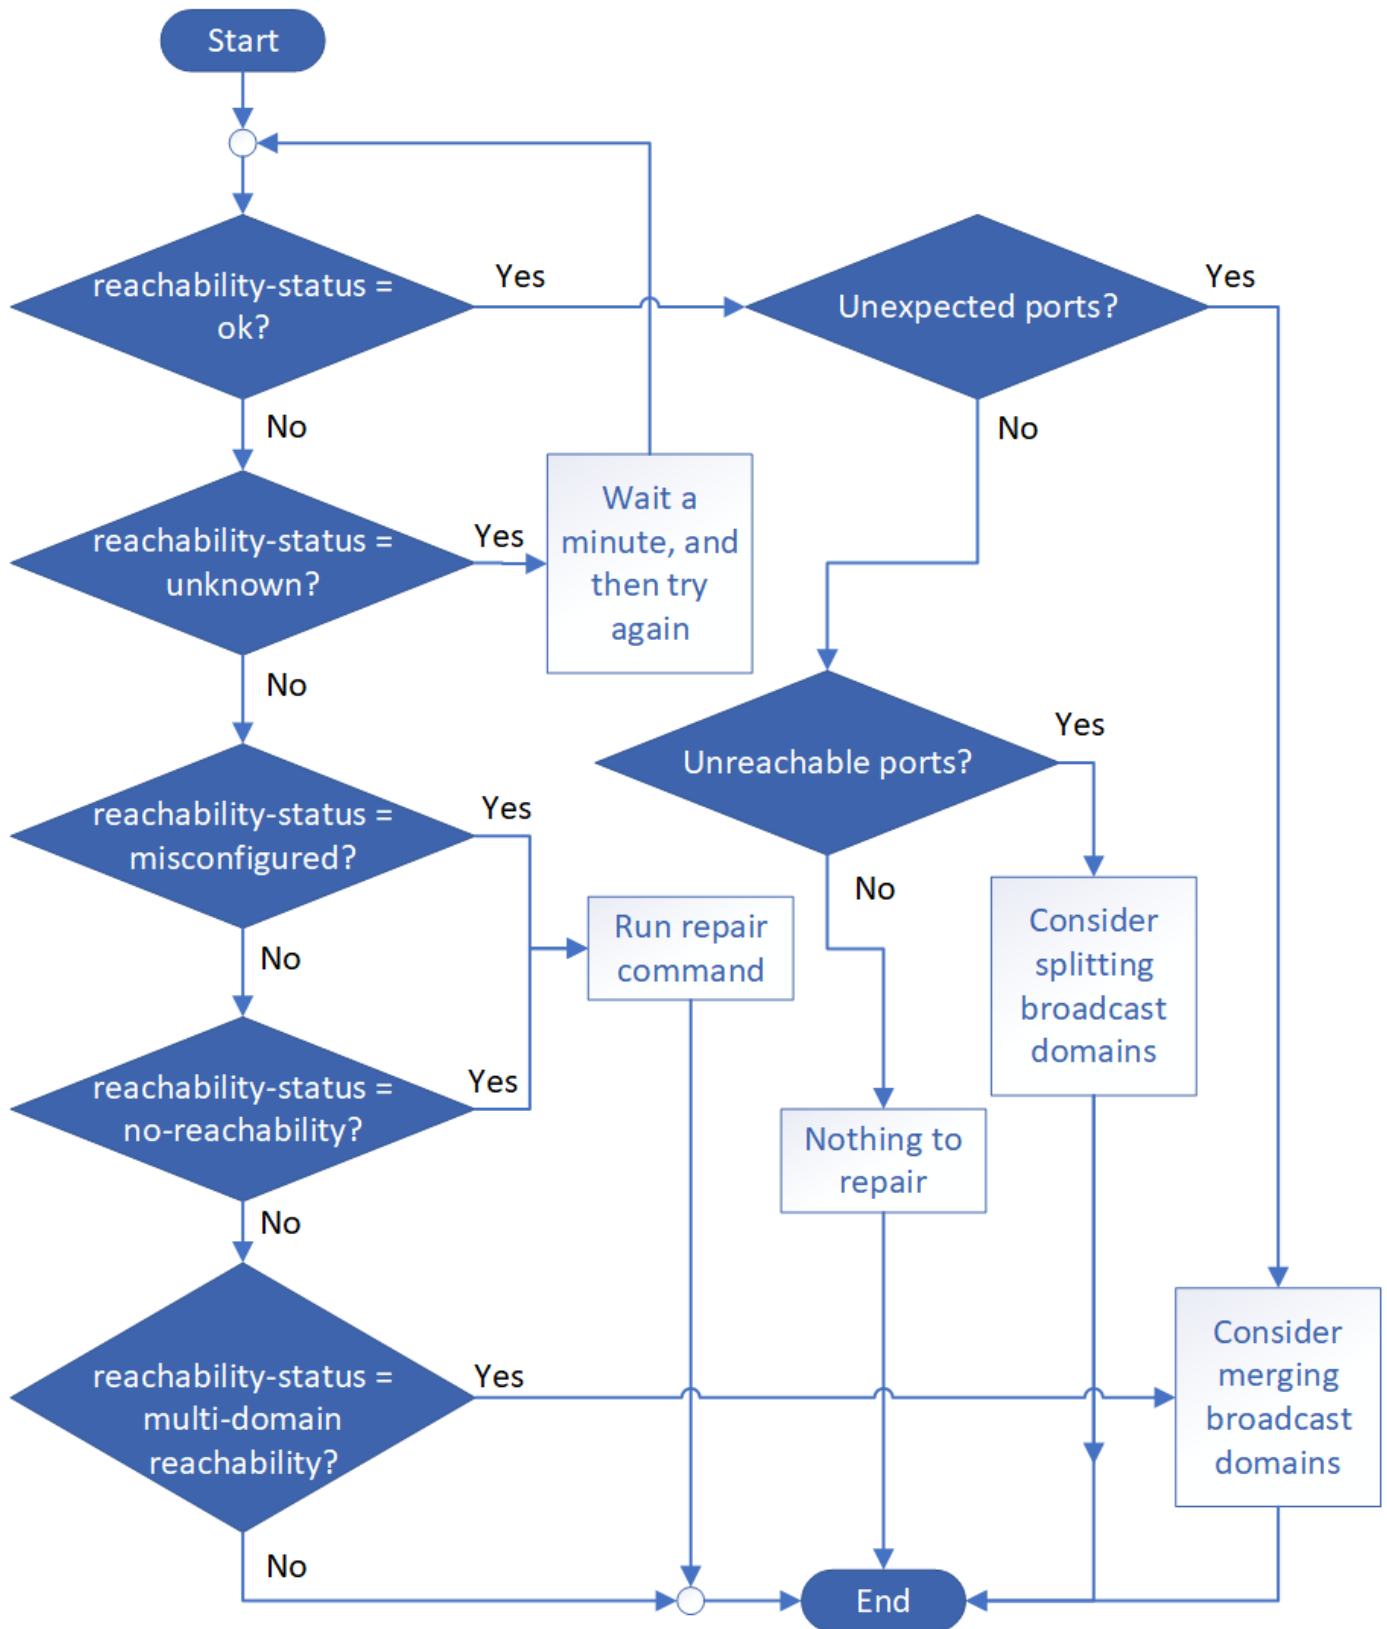 Start
reachability-status =
ok?
Yes
Unexpected ports?
Yes
No
No
reachability-status =
unknown?
Yes
Wait a
minute, and
then try
again
No
Unreachable ports?
Yes
reachability-status =
misconfigured?
Yes
No
Run repair
command
Consider
splitting
broadcast
domains
No
reachability-status =
no-reachability?
Yes
Nothing to
repair
No
reachability-status =
multi-domain
reachability?
Yes
Consider
merging
broadcast
domains
No
End